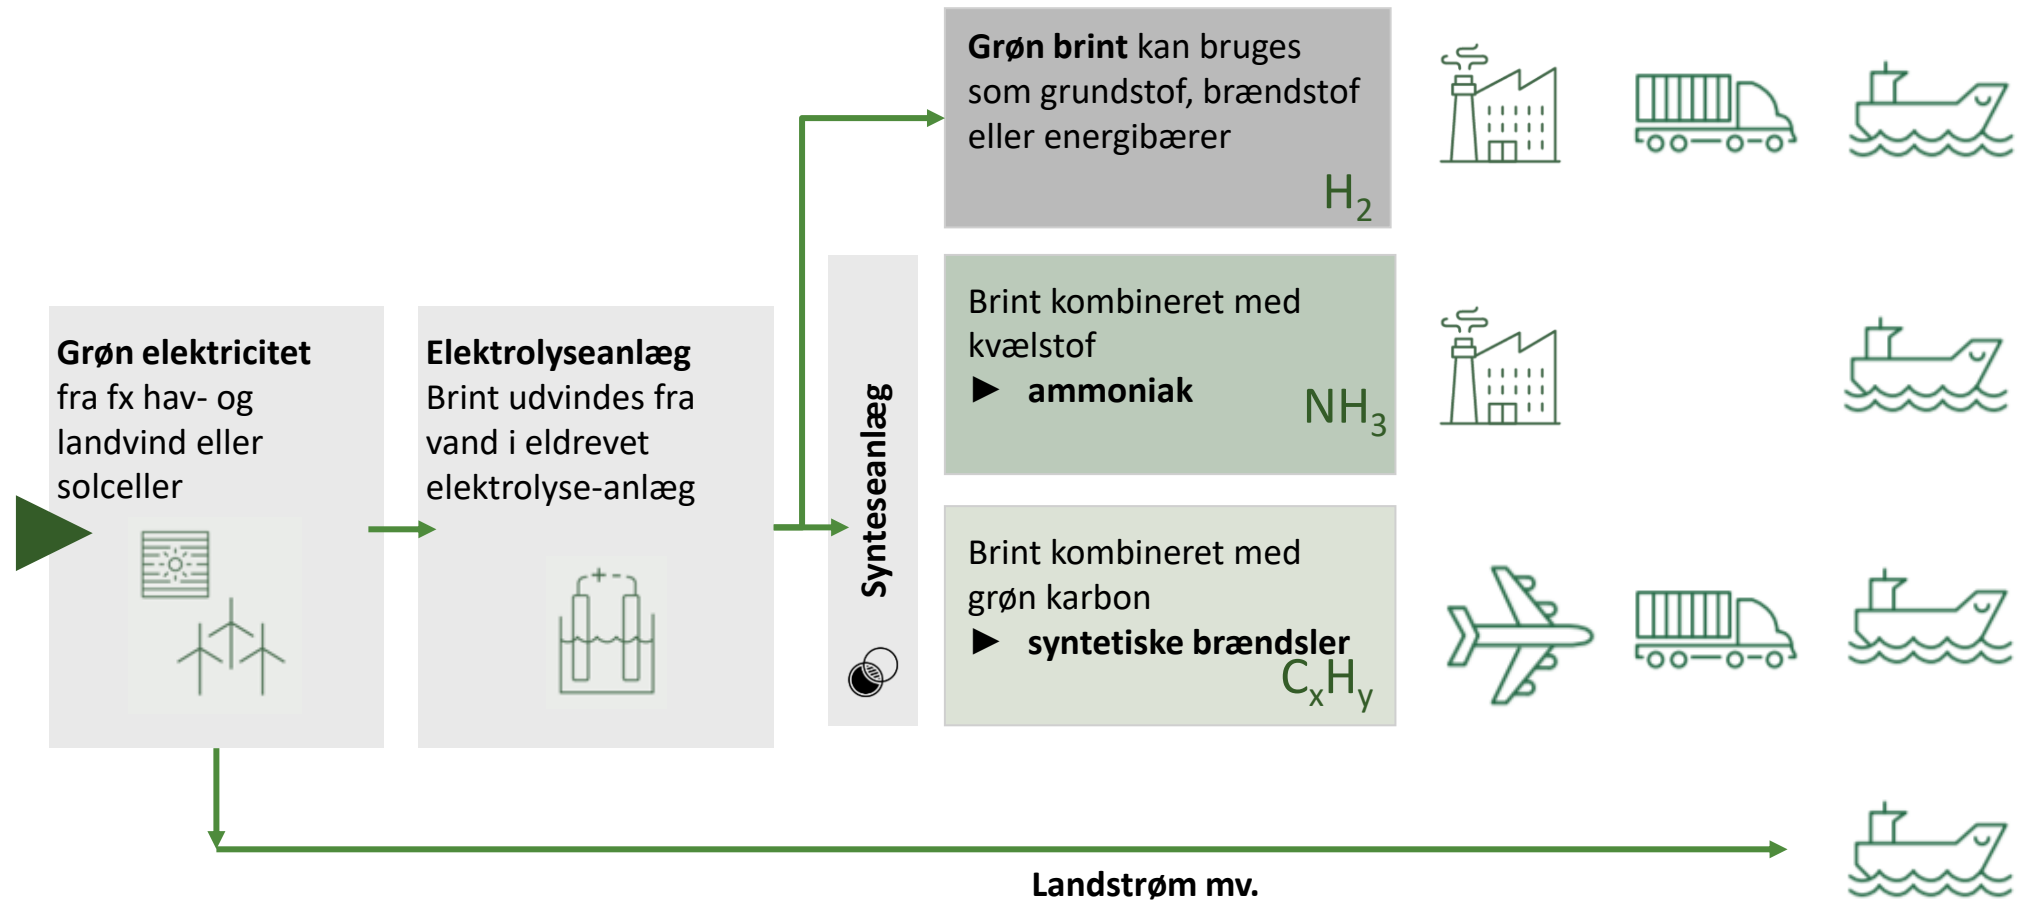 Grøn elektricitet
fra fx hav- og
landvind eller
solceller
Elektrolyseanlæg
Brint udvindes fra
vand i eldrevet
elektrolyse-anlæg
Synteseanlæg
Grøn brint kan bruges
som grundstof, brændstof
eller energibærer
H₂
Brint kombineret med
kvælstof
► ammoniak
NH₃
Brint kombineret med
grøn karbon
► syntetiske brændsler
CₓHᵧ
Landstrøm mv.